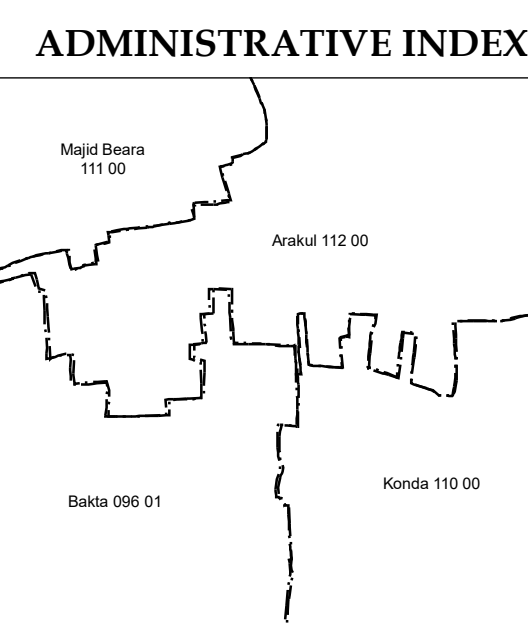 ADMINISTRATIVE INDEX
Majid Beara
111 00
Arakul 112 00
Konda 110 00
Bakta 096 01